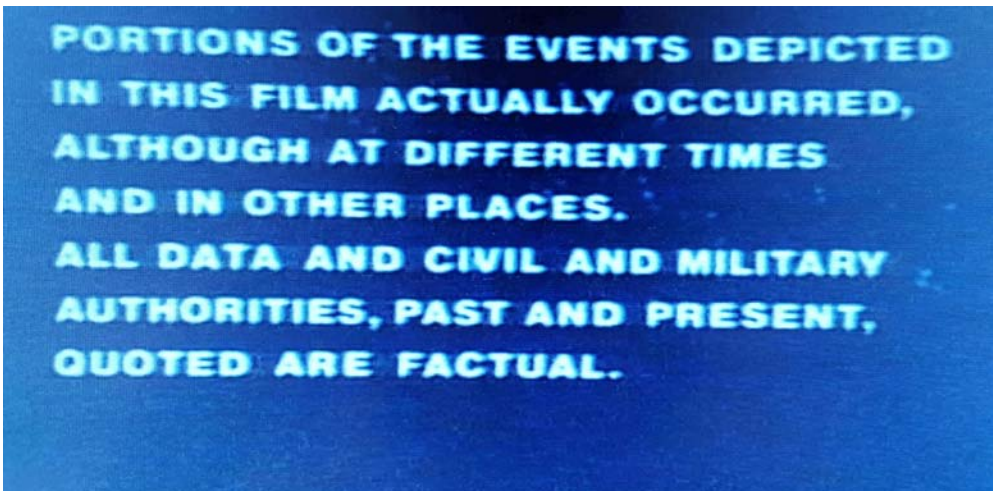 PORTIONS OF THE EVENTS DEPICTED
IN THIS FILM ACTUALLY OCCURRED,
ALTHOUGH AT DIFFERENT TIMES
AND IN OTHER PLACES.
ALL DATA AND CIVIL AND MILITARY
AUTHORITIES, PAST AND PRESENT,
QUOTED ARE FACTUAL.